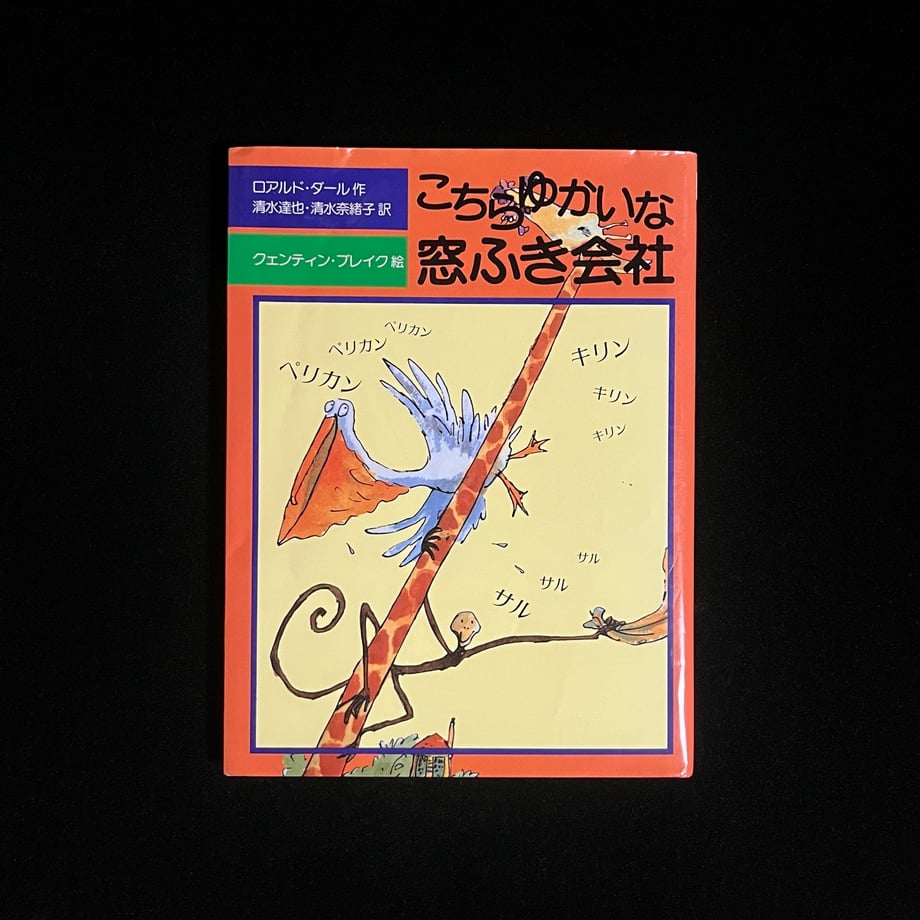 ロアルド・ダール 作
清水達也・清水奈緒子 訳
クェンティン・ブレイク 絵
こちらゆかいな
窓ふき会社
ペリカン
ペリカン
ペリカン
キリン
キリン
キリン
サル
サル
サル